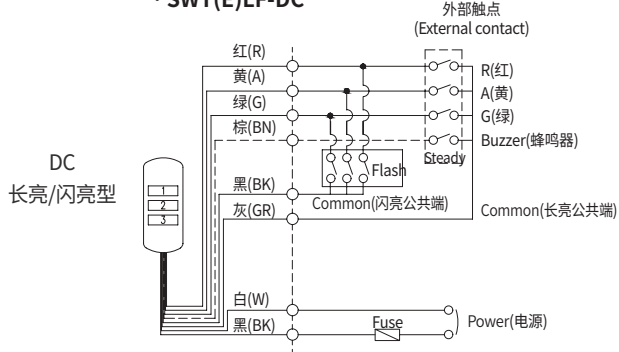 · SWT(E)LF-DC
外部触点
(External contact)
红(R)
R(红)
黄(A)
A(黄)
绿(G)
G(绿)
棕(BN)
Buzzer(蜂鸣器)
Steady
DC
长亮/闪亮型
1
2
3
Flash
黑(BK)
Common(闪亮公共端)
灰(GR)
Common(长亮公共端)
白(W)
黑(BK)
Fuse
Power(电源)